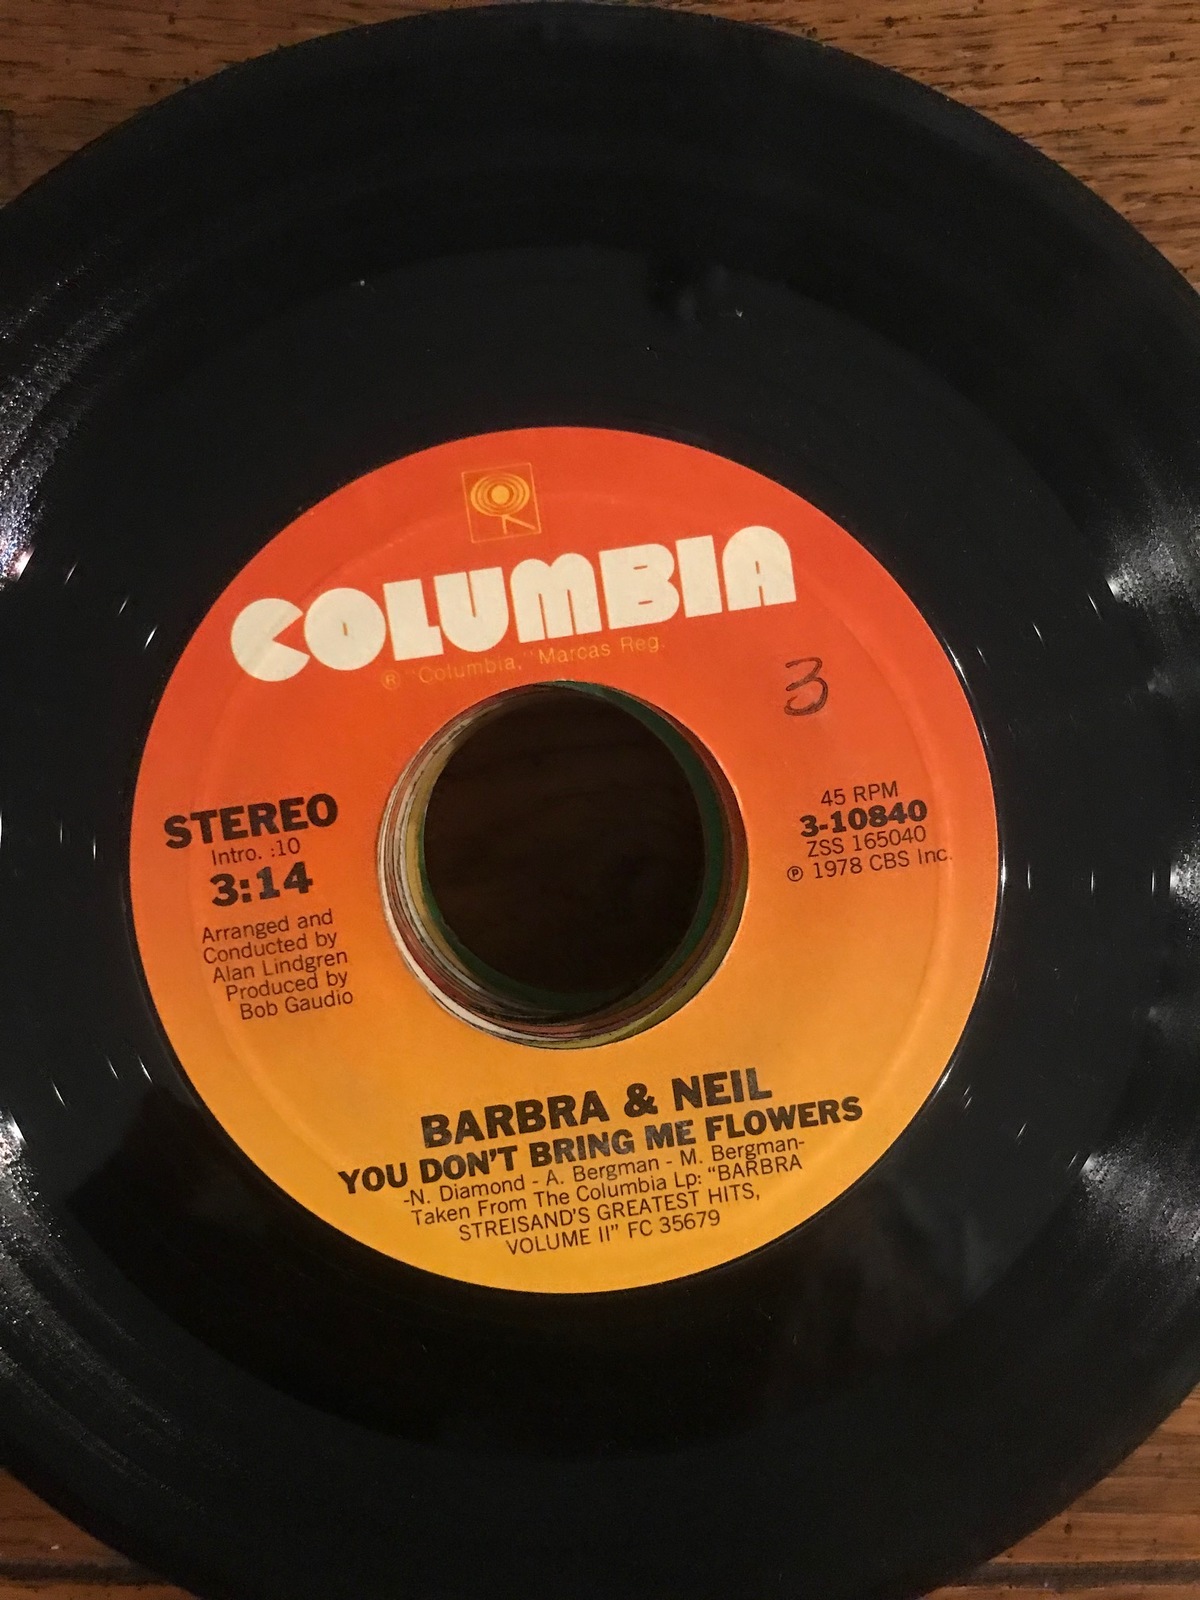 COLUMBIA
® "Columbia," Marcas Reg.
3
STEREO
Intro. :10
3:14
Arranged and
Conducted by
Alan Lindgren
Produced by
Bob Gaudio
45 RPM
3-10840
ZSS 165040
℗ 1978 CBS Inc.
BARBRA & NEIL
YOU DON'T BRING ME FLOWERS
-N. Diamond - A. Bergman - M. Bergman-
Taken From The Columbia Lp: "BARBRA
STREISAND'S GREATEST HITS,
VOLUME II" FC 35679